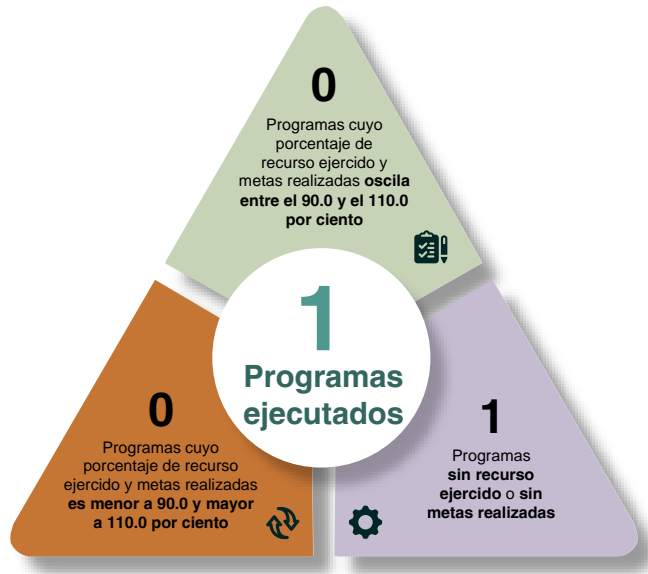 0
Programas cuyo
porcentaje de
recurso ejercido y
metas realizadas oscila
entre el 90.0 y el 110.0
por ciento
1
Programas
ejecutados
0
Programas cuyo
porcentaje de recurso
ejercido y metas realizadas
es menor a 90.0 y mayor
a 110.0 por ciento
1
Programas
sin recurso
ejercido o sin
metas realizadas